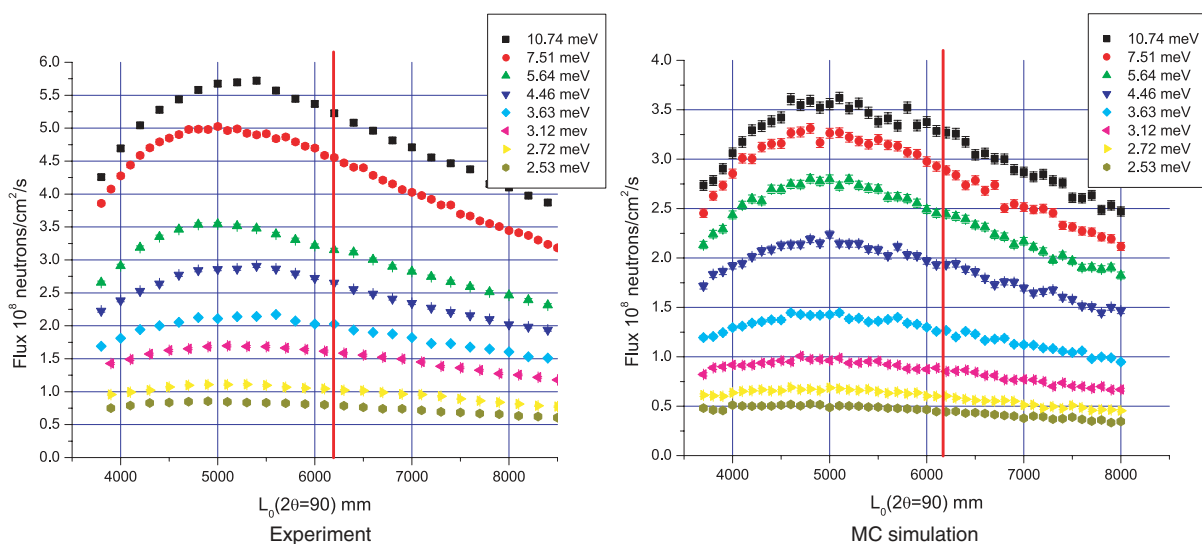 10.74 meV
7.51 meV
5.64 meV
4.46 meV
3.63 meV
3.12 mev
2.72 meV
2.53 meV
6.0
5.5
5.0
4.5
4.0
3.5
3.0
2.5
2.0
1.5
1.0
0.5
0.0
Flux 10⁸ neutrons/cm²/s
4000 5000 6000 7000 8000
L₀(2θ=90) mm
Experiment
10.74 meV
7.51 meV
5.64 meV
4.46 meV
3.63 meV
3.12 meV
2.72 meV
2.53 meV
4.0
3.5
3.0
2.5
2.0
1.5
1.0
0.5
0.0
Flux 10⁸ neutrons/cm²/s
4000 5000 6000 7000 8000
L₀(2θ=90) mm
MC simulation